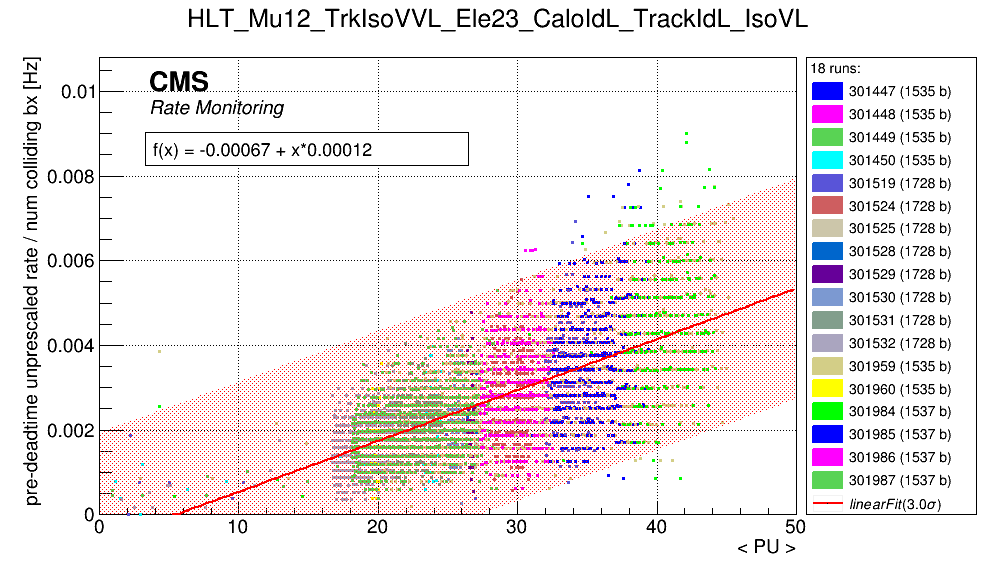 HLT_Mu12_TrkIsoVVL_Ele23_CaloIdL_TrackIdL_IsoVL
pre-deadtime unprescaled rate / num colliding bx [Hz]
CMS
Rate Monitoring
f(x) = -0.00067 + x*0.00012
0.01
0.008
0.006
0.004
0.002
0
0
10
20
30
40
50
< PU >
18 runs:
301447 (1535 b)
301448 (1535 b)
301449 (1535 b)
301450 (1535 b)
301519 (1728 b)
301524 (1728 b)
301525 (1728 b)
301528 (1728 b)
301529 (1728 b)
301530 (1728 b)
301531 (1728 b)
301532 (1728 b)
301959 (1535 b)
301960 (1535 b)
301984 (1537 b)
301985 (1537 b)
301986 (1537 b)
301987 (1537 b)
linearFit(3.0σ)